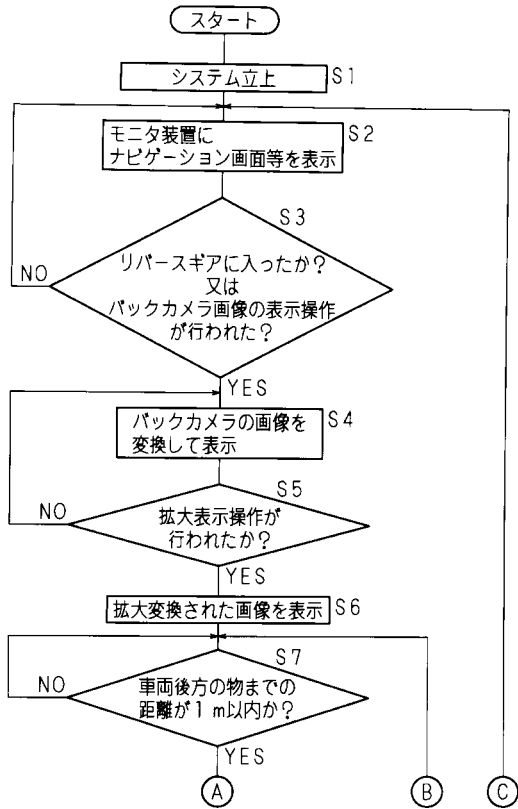 スタート
システム立上
S1
モニタ装置に
ナビゲーション画面等を表示
S2
S3
リバースギアに入ったか?
又は
バックカメラ画像の表示操作
が行われた?
NO
YES
バックカメラの画像を
変換して表示
S4
S5
拡大表示操作が
行われたか?
NO
YES
拡大変換された画像を表示
S6
S7
車両後方の物までの
距離が1m以内か?
NO
YES
A
B
C